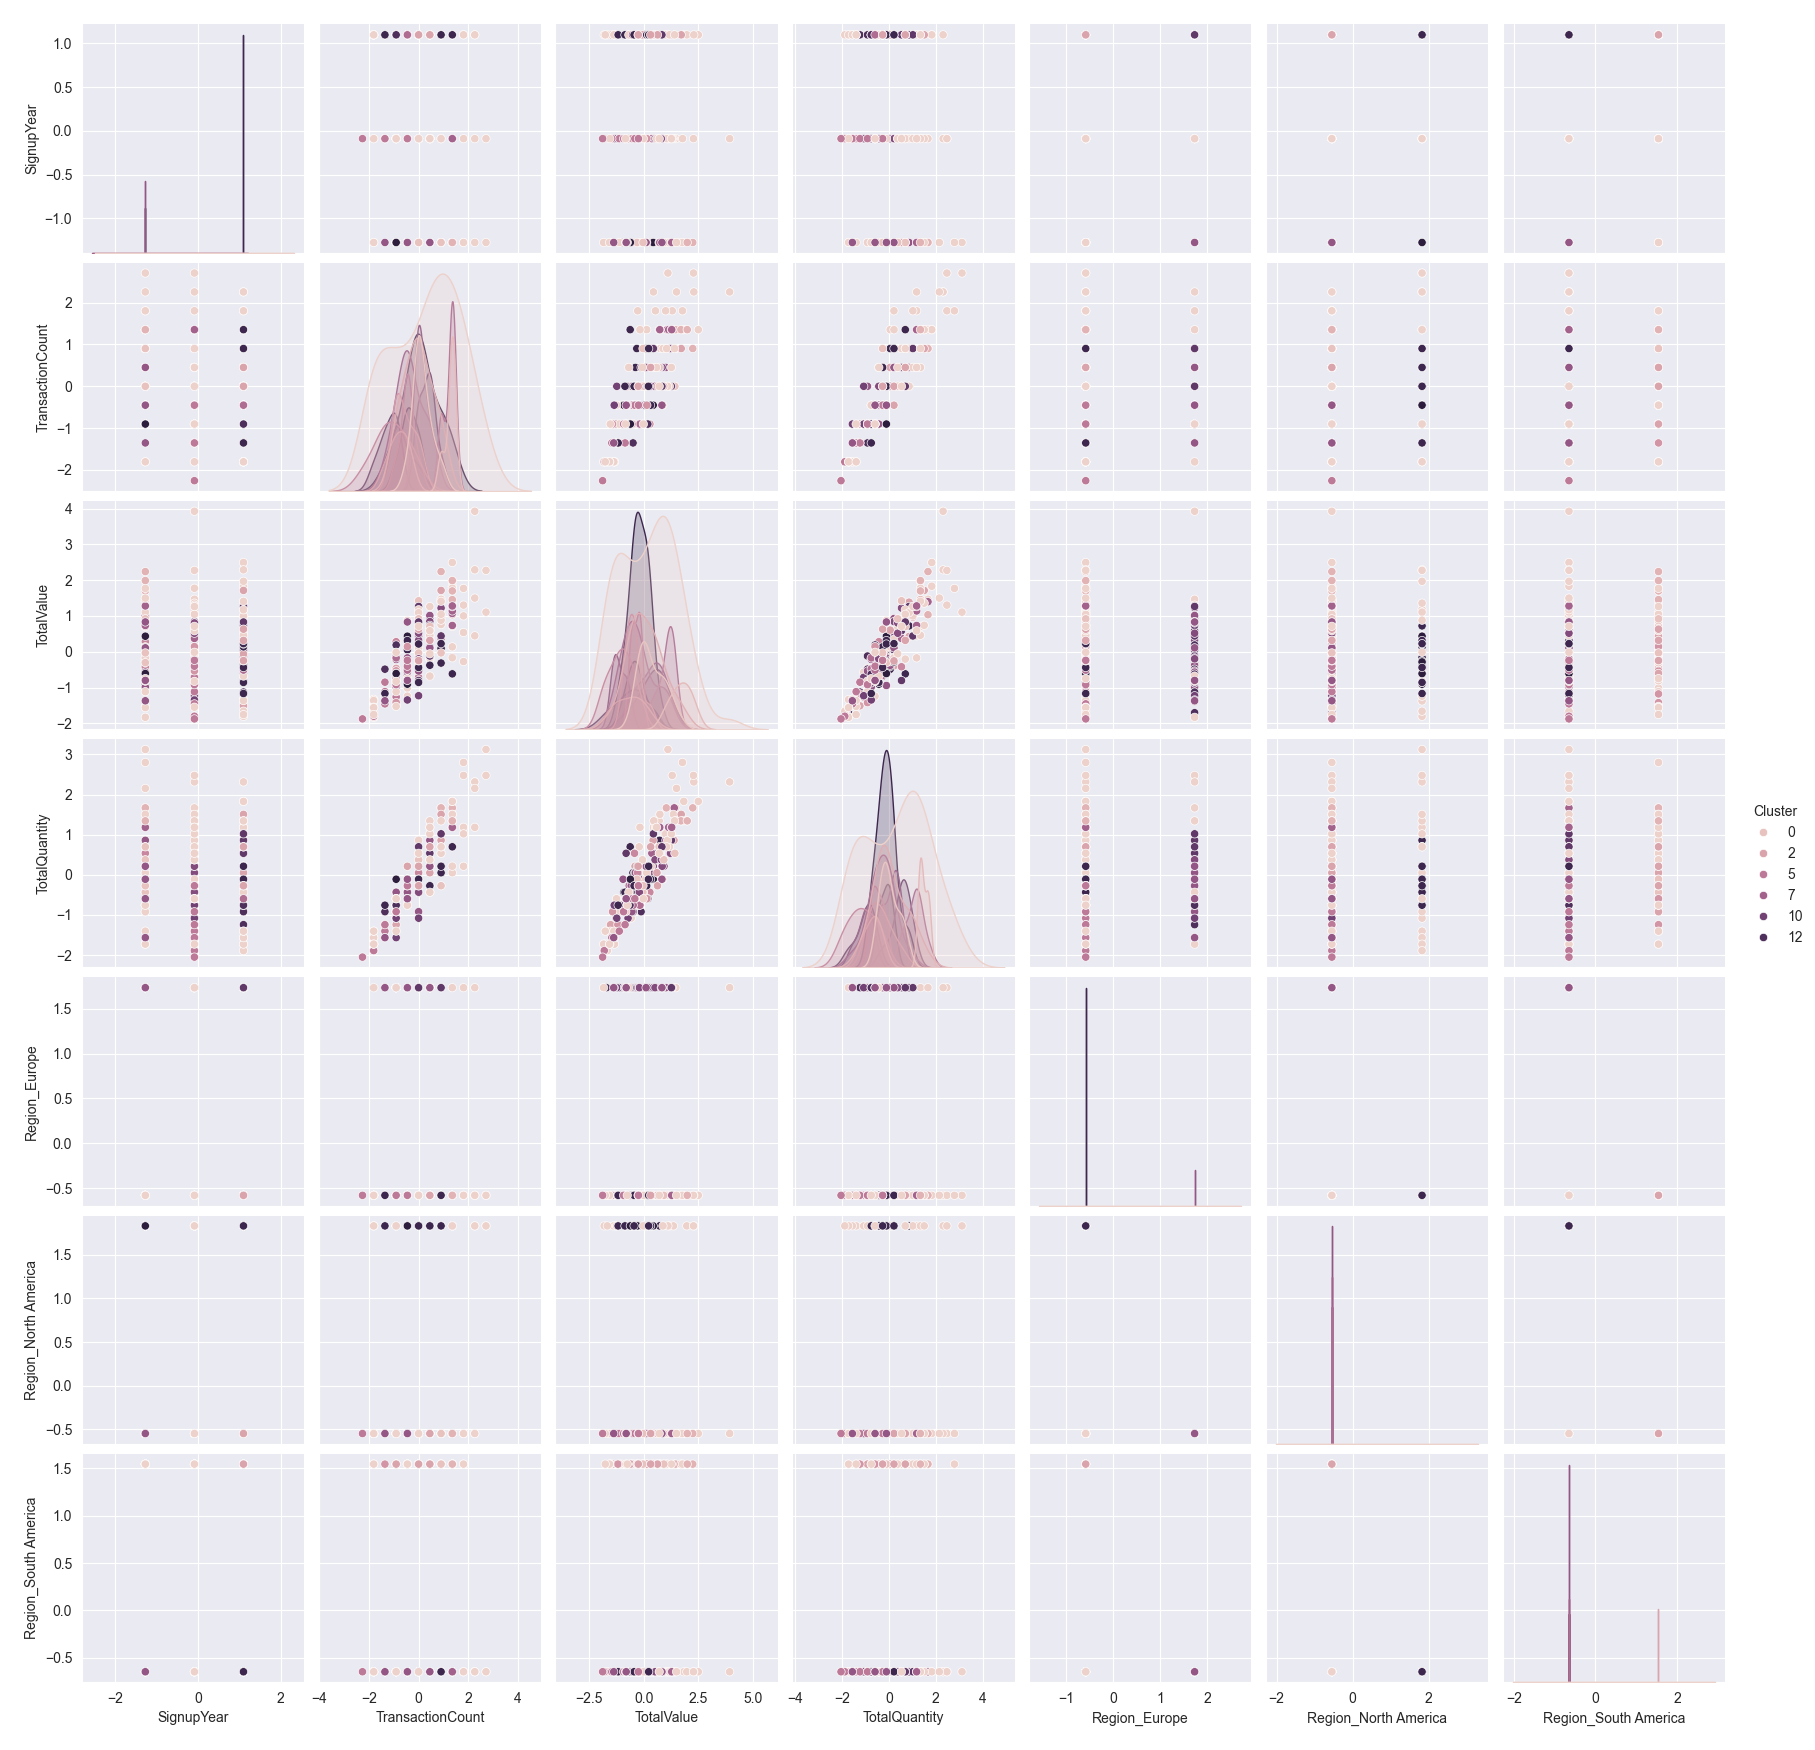 1.0
0.5
0.0
−0.5
−1.0
SignupYear
2
1
0
−1
−2
TransactionCount
4
3
2
1
0
−1
−2
TotalValue
3
2
1
0
−1
−2
TotalQuantity
Cluster
0
2
5
7
10
12
1.5
1.0
0.5
0.0
−0.5
Region_Europe
1.5
1.0
0.5
0.0
−0.5
Region_North America
1.5
1.0
0.5
0.0
−0.5
Region_South America
−2 0 2
−4 −2 0 2 4
−2.5 0.0 2.5 5.0
−4 −2 0 2 4
−1 0 1 2
−2 0 2
−2 0 2
SignupYear
TransactionCount
TotalValue
TotalQuantity
Region_Europe
Region_North America
Region_South America